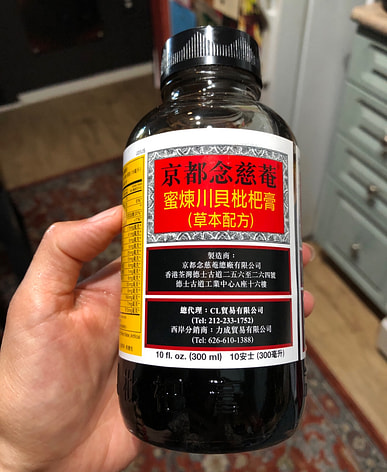 京都念慈菴
蜜煉川貝枇杷膏
(草本配方)
製造商：
京都念慈菴總廠有限公司
香港荃灣德士古道二五六至二六四號
德士古道工業中心A座十六樓
總代理：CL貿易有限公司
(Tel: 212-233-1752)
西岸分銷商：力成貿易有限公司
(Tel: 626-610-1388)
10 fl. oz. (300 ml) 10安士 (300毫升)